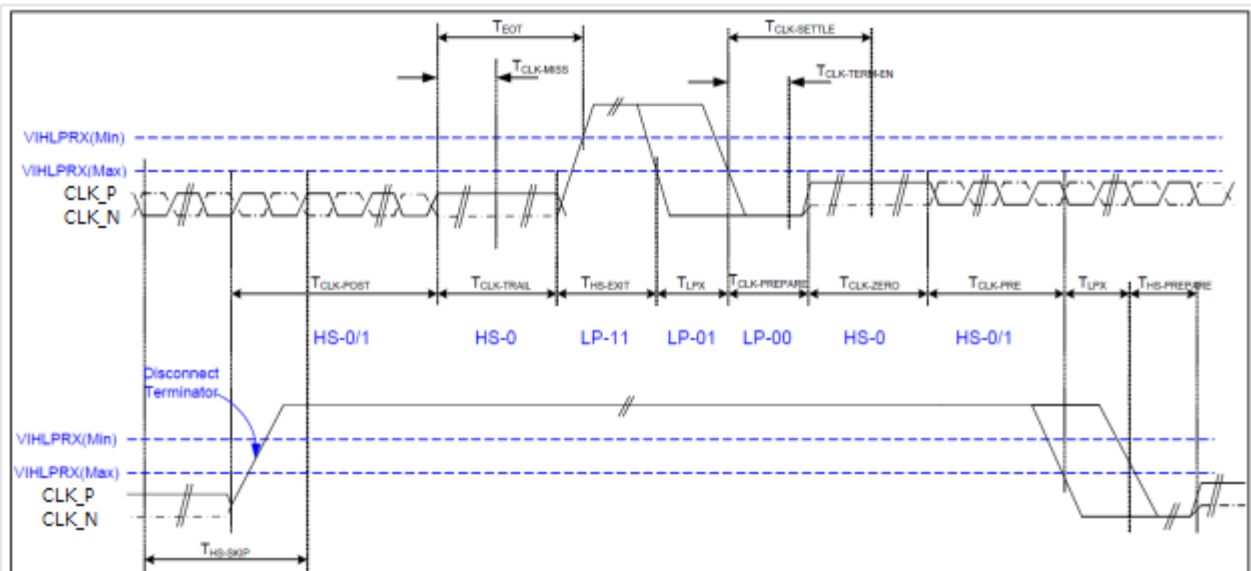 TEOT
TCLK-SETTLE
TCLK-MISS
TCLK-TERM-EN
VIHLPRX(Min)
VIHLPRX(Max)
CLK_P
CLK_N
TCLK-POST
TCLK-TRAIL
THS-EXIT
TLPX
TCLK-PREPARE
TCLK-ZERO
TCLK-PRE
TLPX
THS-PREPARE
HS-0/1
HS-0
LP-11
LP-01
LP-00
HS-0
HS-0/1
Disconnect
Terminator
VIHLPRX(Min)
VIHLPRX(Max)
CLK_P
CLK_N
THS-SKIP